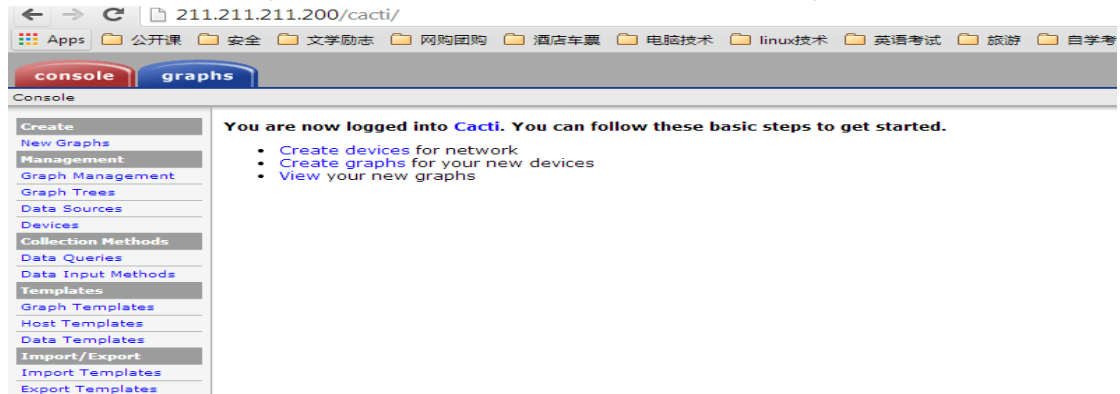 211.211.211.200/cacti/
Apps 公开课 安全 文学励志 网购团购 酒店车票 电脑技术 linux技术 英语考试 旅游 自学考
console graphs
Console
Create
New Graphs
Management
Graph Management
Graph Trees
Data Sources
Devices
Collection Methods
Data Queries
Data Input Methods
Templates
Graph Templates
Host Templates
Data Templates
Import/Export
Import Templates
Export Templates
You are now logged into Cacti. You can follow these basic steps to get started.
• Create devices for network
• Create graphs for your new devices
• View your new graphs